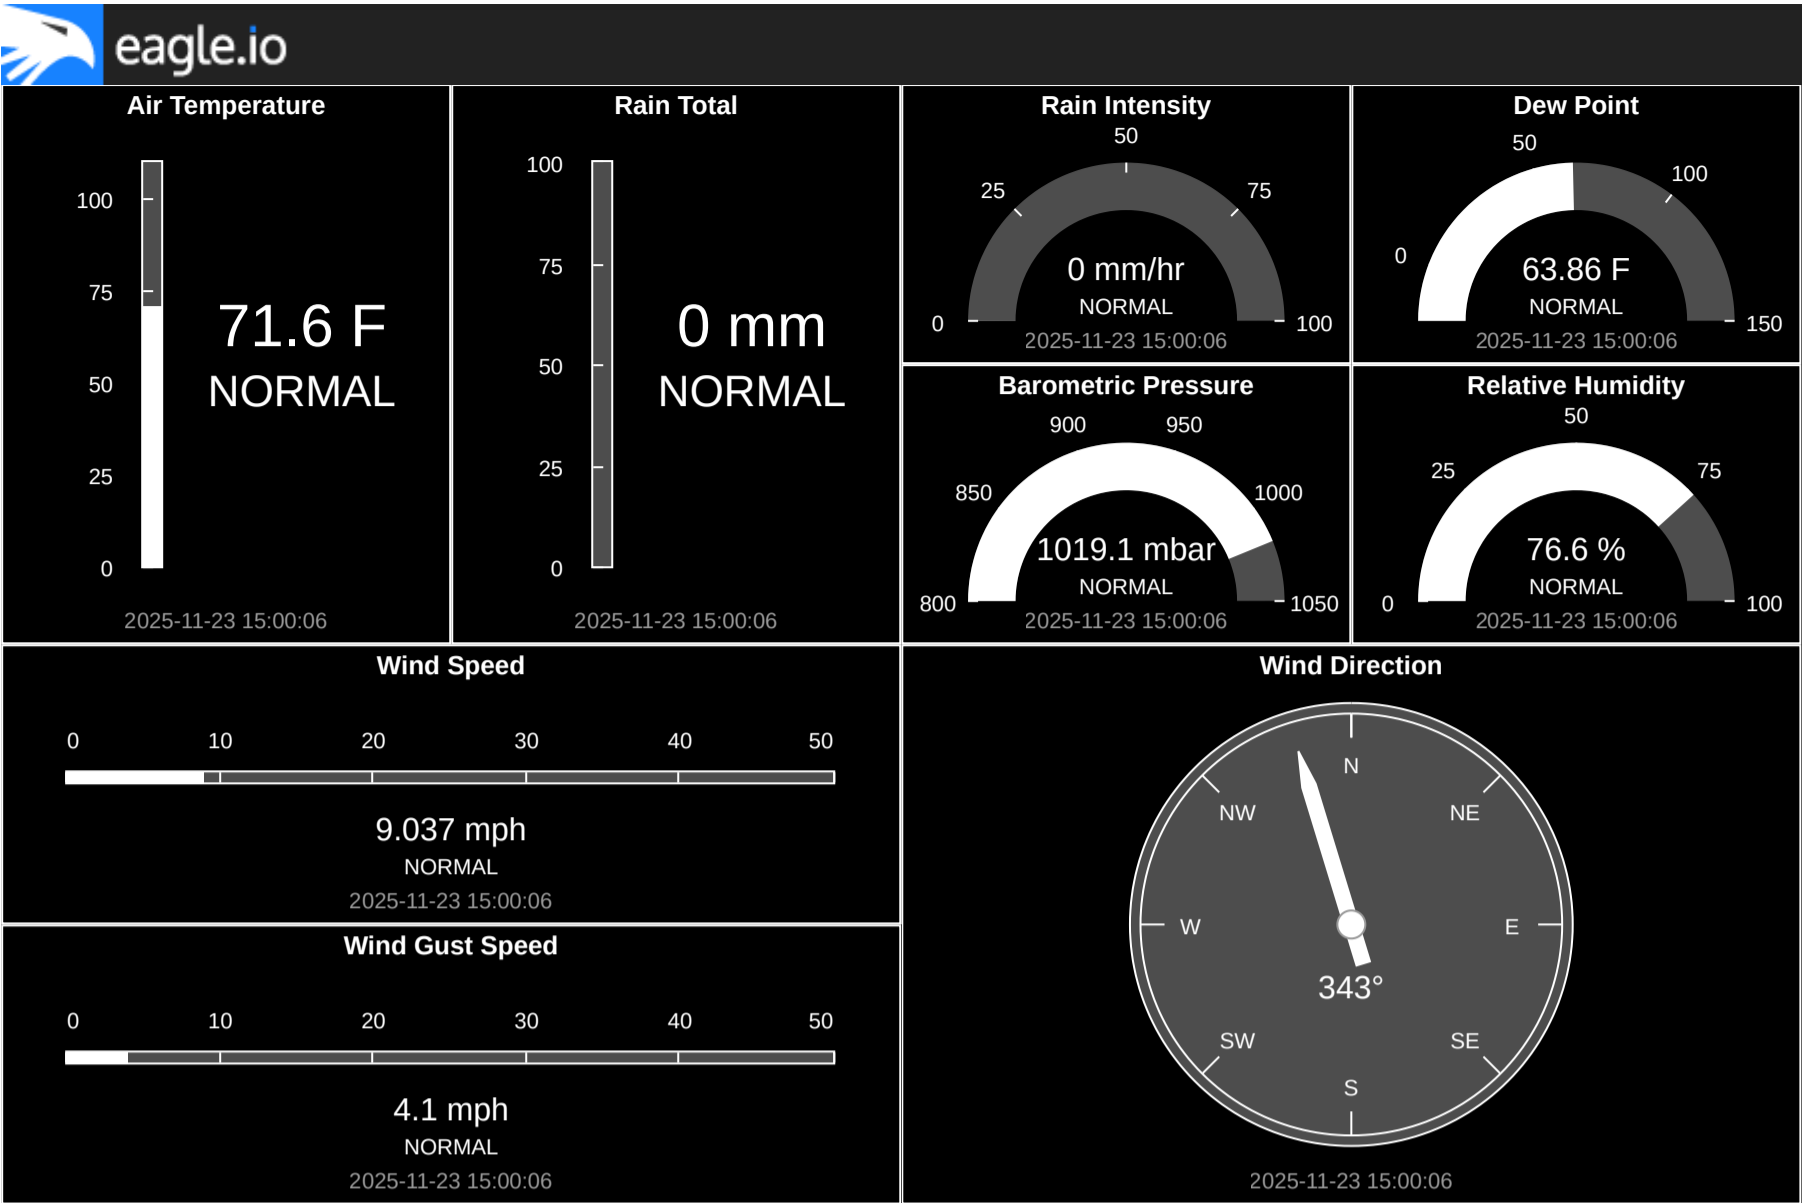 eagle.io
Air Temperature
100
75
50
25
0
71.6 F
NORMAL
2025-11-23 15:00:06
Rain Total
100
75
50
25
0
0 mm
NORMAL
2025-11-23 15:00:06
Rain Intensity
50
25
75
0
100
0 mm/hr
NORMAL
2025-11-23 15:00:06
Dew Point
50
100
0
150
63.86 F
NORMAL
2025-11-23 15:00:06
Barometric Pressure
900
950
850
1000
800
1050
1019.1 mbar
NORMAL
2025-11-23 15:00:06
Relative Humidity
50
25
75
0
100
76.6 %
NORMAL
2025-11-23 15:00:06
Wind Speed
0 10 20 30 40 50
9.037 mph
NORMAL
2025-11-23 15:00:06
Wind Gust Speed
0 10 20 30 40 50
4.1 mph
NORMAL
2025-11-23 15:00:06
Wind Direction
N
NW NE
W E
343°
SW SE
S
2025-11-23 15:00:06